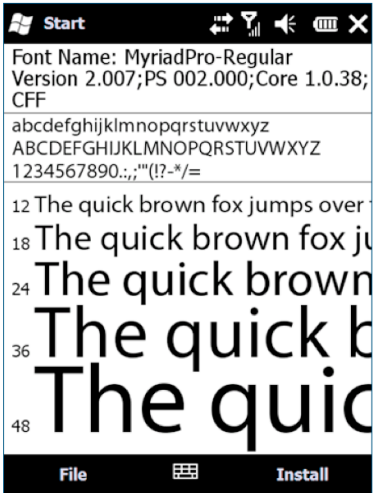 Start
Font Name: MyriadPro-Regular
Version 2.007;PS 002.000;Core 1.0.38;
CFF
abcdefghijklmnopqrstuvwxyz
ABCDEFGHIJKLMNOPQRSTUVWXYZ
1234567890.:,;'"(!?-*/=
12 The quick brown fox jumps over
18 The quick brown fox
24 The quick brown
36 The quick
48 The
File Install